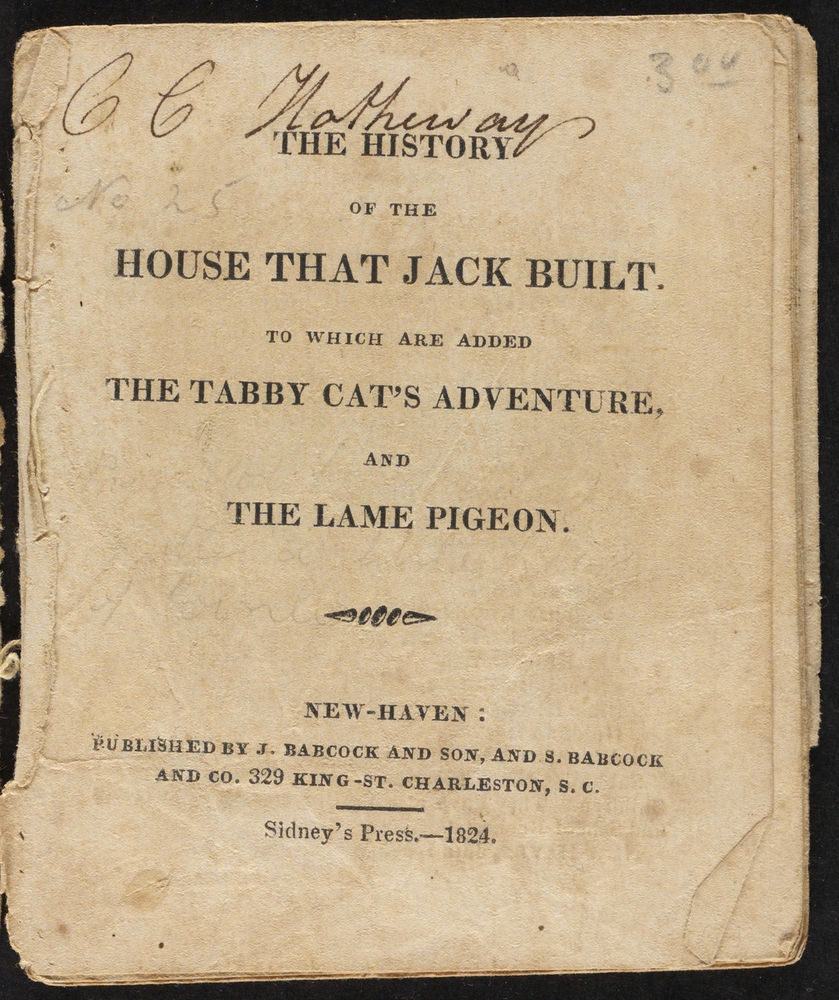 C C Hatheway
3 00
THE HISTORY
No 25
OF THE
HOUSE THAT JACK BUILT.
TO WHICH ARE ADDED
THE TABBY CAT'S ADVENTURE,
AND
THE LAME PIGEON.
NEW-HAVEN:
PUBLISHED BY J. BABCOCK AND SON, AND S. BABCOCK
AND CO. 329 KING-ST. CHARLESTON, S. C.
Sidney's Press.—1824.